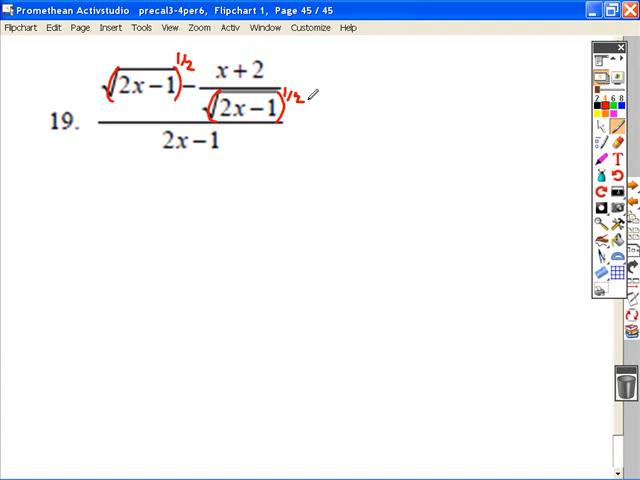 Promethean Activstudio - precal3-4per6, Flipchart 1, Page 45 / 45
Flipchart Edit Page Insert Tools View Zoom Activ Window Customize Help
1/2
√(2x−1) − x+2
√(2x−1) 1/2
19.
2x−1
2 4 6 8
T